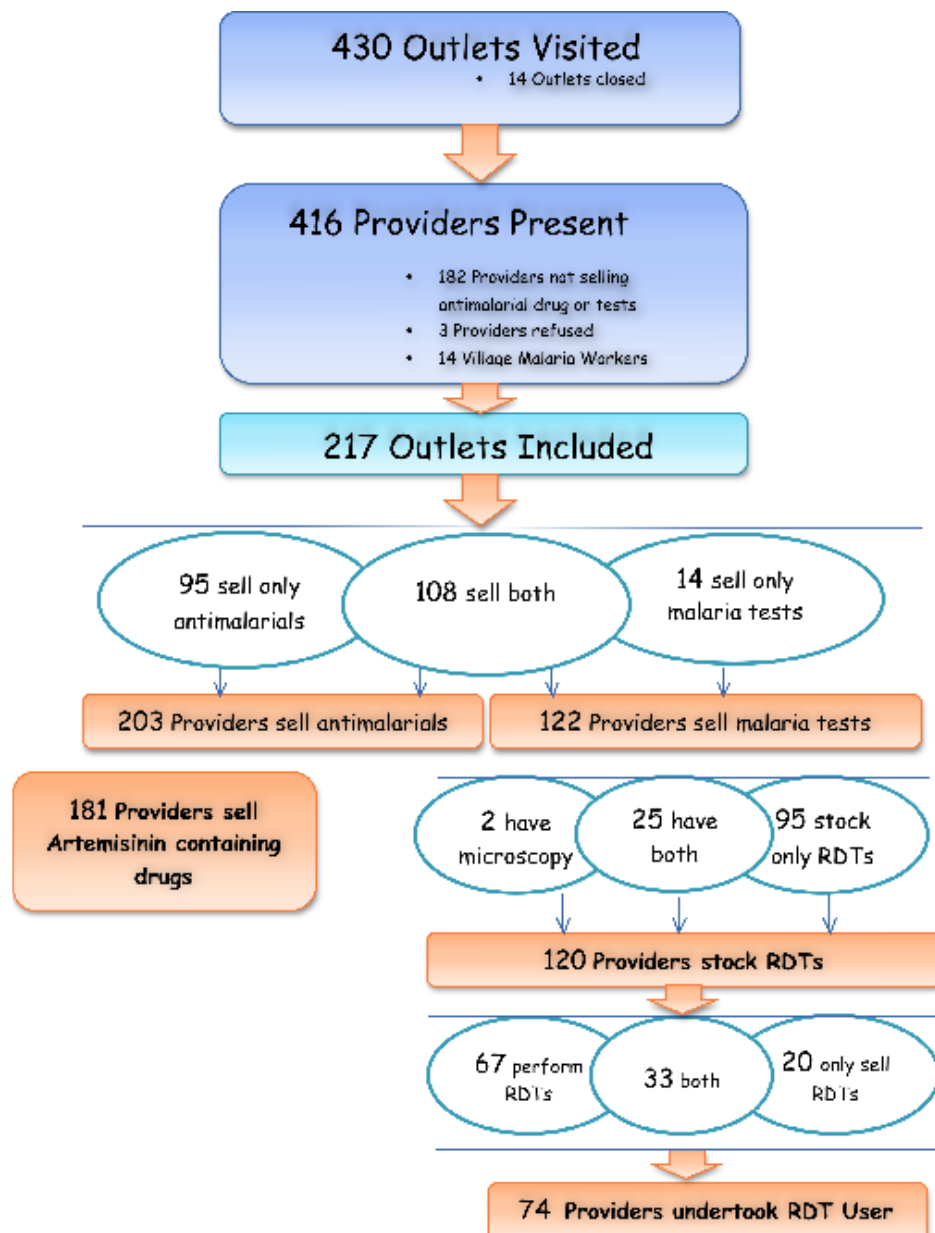 430 Outlets Visited
• 14 Outlets closed
416 Providers Present
• 182 Providers not selling
antimalarial drug or tests
• 3 Providers refused
• 14 Village Malaria Workers
217 Outlets Included
95 sell only
antimalarials
108 sell both
14 sell only
malaria tests
203 Providers sell antimalarials
122 Providers sell malaria tests
181 Providers sell
Artemisinin containing
drugs
2 have
microscopy
25 have
both
95 stock
only RDTs
120 Providers stock RDTs
67 perform
RDTs
33 both
20 only sell
RDTs
74 Providers undertook RDT User